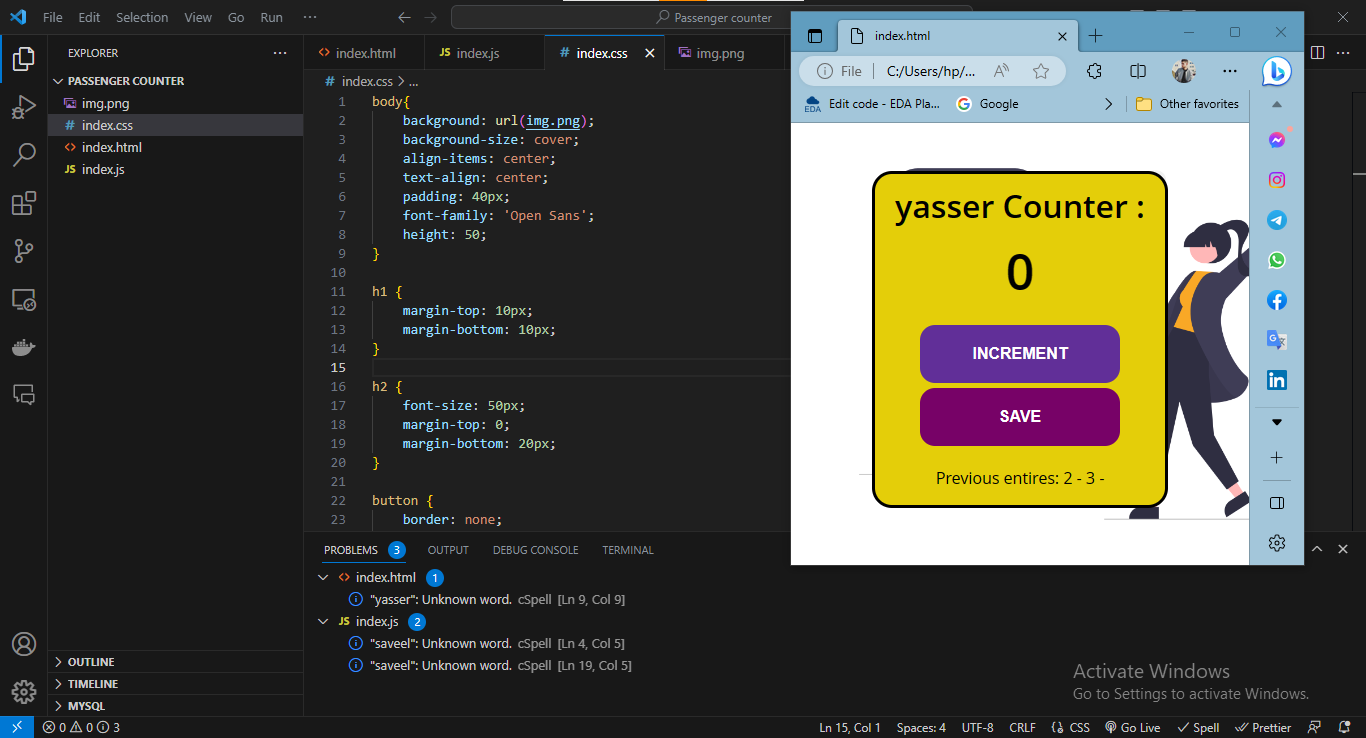 File Edit Selection View Go Run ···
Passenger counter
EXPLORER ···
PASSENGER COUNTER
img.png
# index.css
<> index.html
JS index.js
OUTLINE
TIMELINE
MYSQL
<> index.html JS index.js # index.css × img.png
# index.css > ...
1 body{
2 background: url(img.png);
3 background-size: cover;
4 align-items: center;
5 text-align: center;
6 padding: 40px;
7 font-family: 'Open Sans';
8 height: 50;
9 }
10
11 h1 {
12 margin-top: 10px;
13 margin-bottom: 10px;
14 }
15
16 h2 {
17 font-size: 50px;
18 margin-top: 0;
19 margin-bottom: 20px;
20 }
21
22 button {
23 border: none;
PROBLEMS 3 OUTPUT DEBUG CONSOLE TERMINAL
<> index.html 1
"yasser": Unknown word. cSpell [Ln 9, Col 9]
JS index.js 2
"saveel": Unknown word. cSpell [Ln 4, Col 5]
"saveel": Unknown word. cSpell [Ln 19, Col 5]
index.html
File | C:/Users/hp/...
EDA Edit code - EDA Pla... Google Other favorites
yasser Counter :
0
INCREMENT
SAVE
Previous entires: 2 - 3 -
Activate Windows
Go to Settings to activate Windows.
0 0 3
Ln 15, Col 1 Spaces: 4 UTF-8 CRLF {} CSS Go Live Spell Prettier